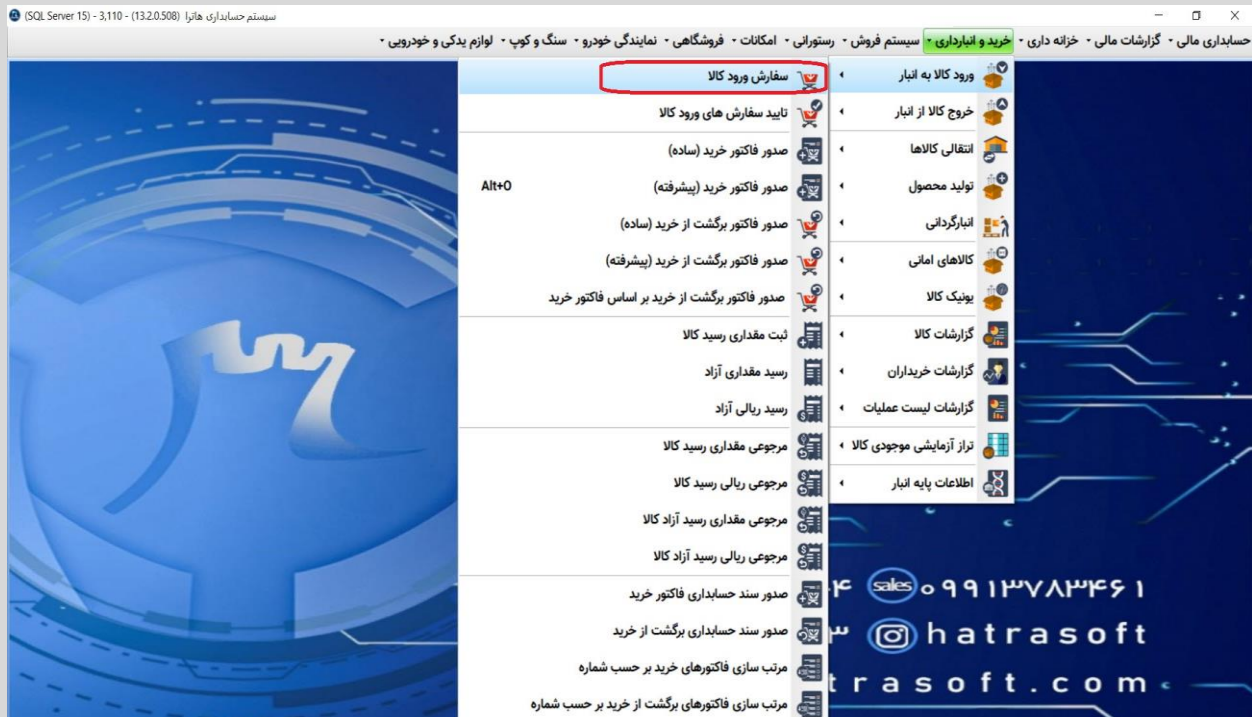 سیستم حسابداری هاترا (13.2.0.508) - 3,110 - (SQL Server 15)
حسابداری مالی
گزارشات مالی
خزانه داری
خرید و انبارداری
سیستم فروش
رستورانی
امکانات
فروشگاهی
نمایندگی خودرو
سنگ و کوپ
لوازم یدکی و خودرویی
ورود کالا به انبار
خروج کالا از انبار
انتقالی کالاها
تولید محصول
انبارگردانی
کالاهای امانی
یونیک کالا
گزارشات کالا
گزارشات خریداران
گزارشات لیست عملیات
تراز آزمایشی موجودی کالا
اطلاعات پایه انبار
سفارش ورود کالا
تایید سفارش های ورود کالا
صدور فاکتور خرید (ساده)
صدور فاکتور خرید (پیشرفته) Alt+O
صدور فاکتور برگشت از خرید (ساده)
صدور فاکتور برگشت از خرید (پیشرفته)
صدور فاکتور برگشت از خرید بر اساس فاکتور خرید
ثبت مقداری رسید کالا
رسید مقداری آزاد
رسید ریالی آزاد
مرجوعی مقداری رسید کالا
مرجوعی ریالی رسید کالا
مرجوعی مقداری رسید آزاد کالا
مرجوعی ریالی رسید آزاد کالا
صدور سند حسابداری فاکتور خرید
صدور سند حسابداری برگشت از خرید
مرتب سازی فاکتورهای خرید بر حسب شماره
مرتب سازی فاکتورهای برگشت از خرید بر حسب شماره
۴ sales ۰۹۹۱۳۷۸۳۴۶۱
۳ hatrasoft
trasoft.com